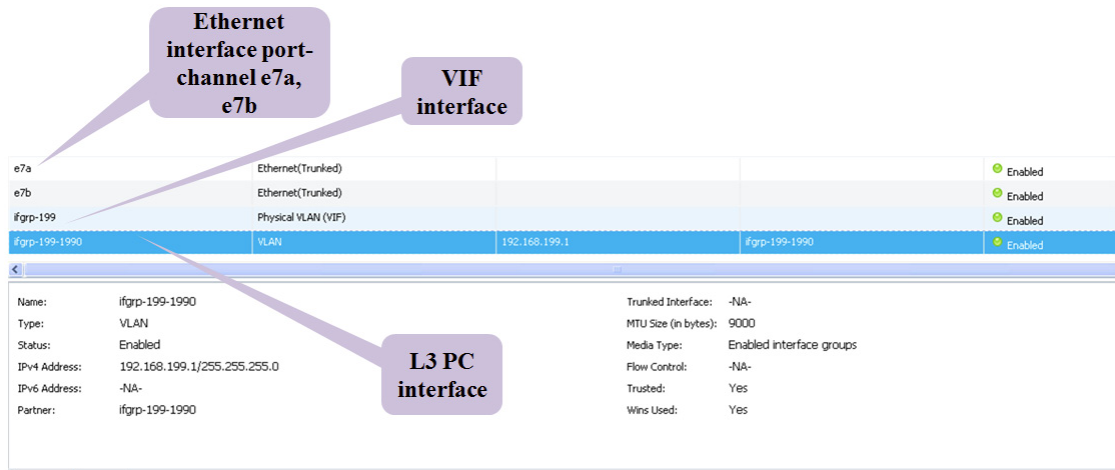 Ethernet
interface port-
channel e7a,
e7b
VIF
interface
e7a Ethernet(Trunked) Enabled
e7b Ethernet(Trunked) Enabled
ifgrp-199 Physical VLAN (VIF) Enabled
ifgrp-199-1990 VLAN 192.168.199.1 ifgrp-199-1990 Enabled
Name: ifgrp-199-1990 Trunked Interface: -NA-
Type: VLAN MTU Size (in bytes): 9000
Status: Enabled Media Type: Enabled interface groups
IPv4 Address: 192.168.199.1/255.255.255.0 Flow Control: -NA-
IPv6 Address: -NA- Trusted: Yes
Partner: ifgrp-199-1990 Wins Used: Yes
L3 PC
interface